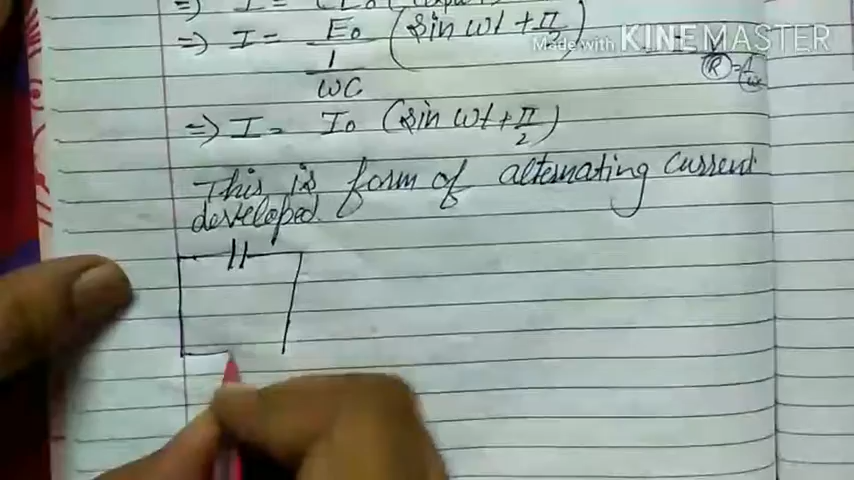 ⇒ I =
⇒ I = E₀ / (1/ωC) (sin ωt + π/2)
Made with KINEMASTER
⇒ I = I₀ (sin ωt + π/2)
This is form of alternating current
developed.